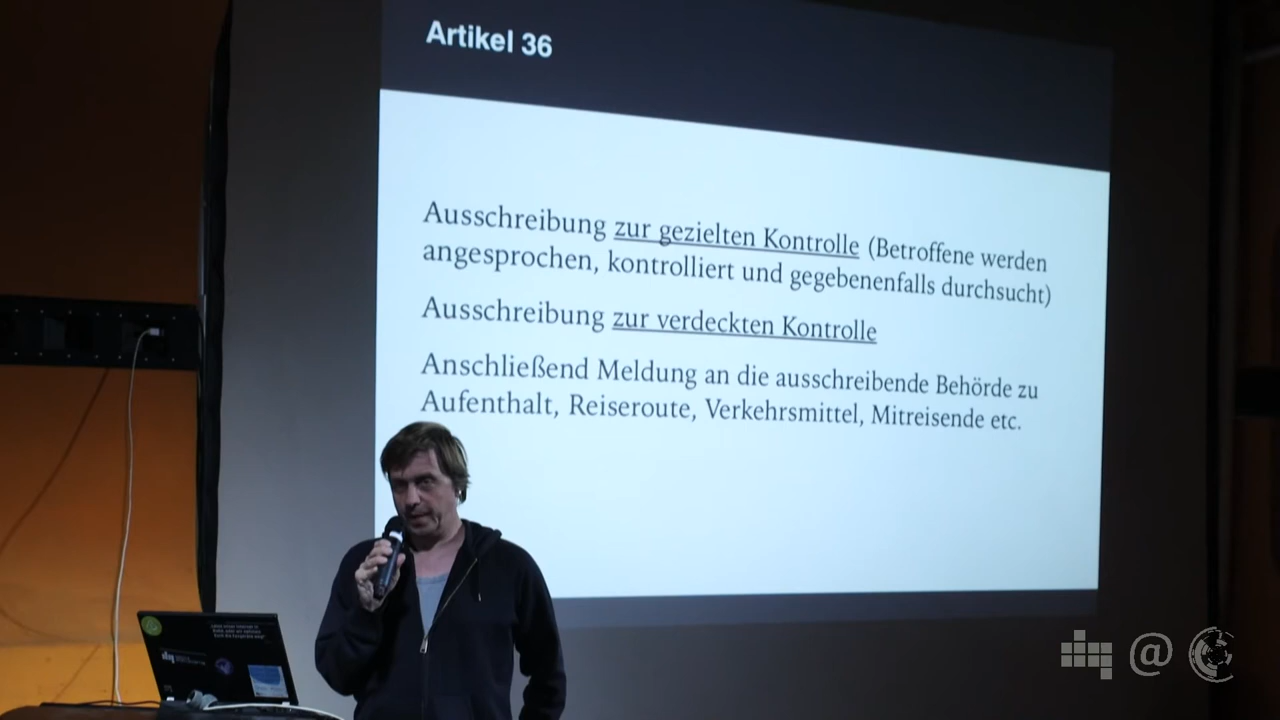 Artikel 36
Ausschreibung zur gezielten Kontrolle (Betroffene werden
angesprochen, kontrolliert und gegebenenfalls durchsucht)
Ausschreibung zur verdeckten Kontrolle
Anschließend Meldung an die ausschreibende Behörde zu
Aufenthalt, Reiseroute, Verkehrsmittel, Mitreisende etc.
@